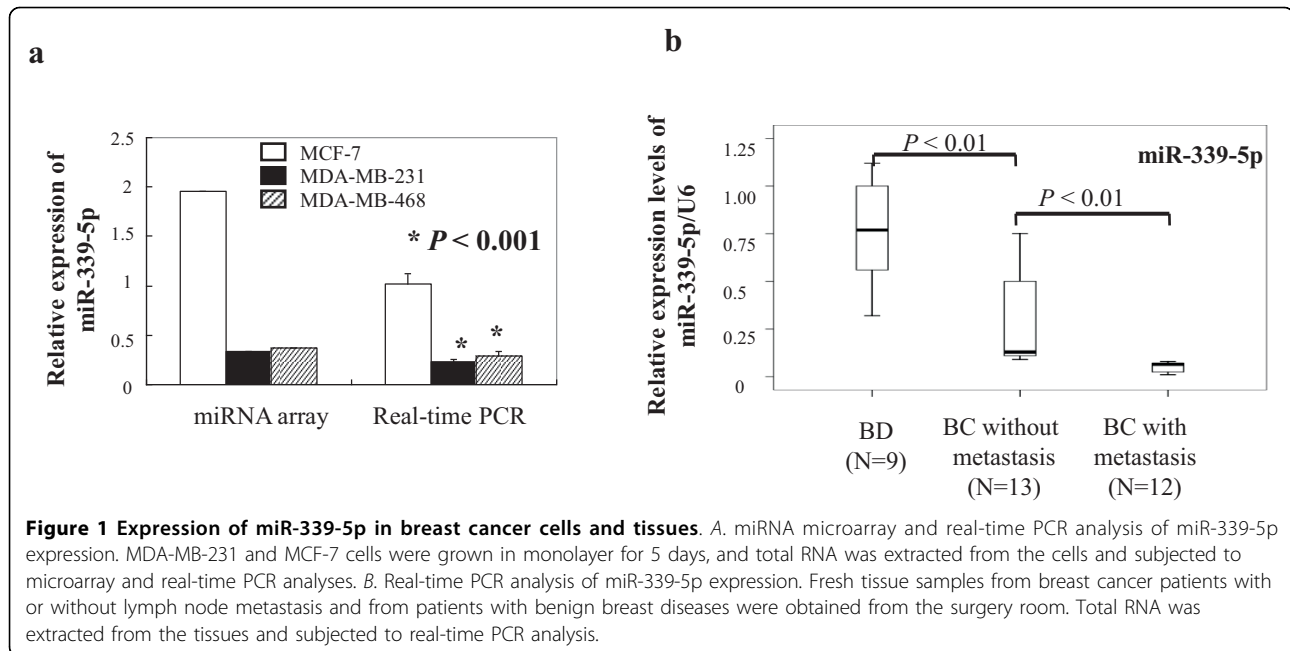 a
Relative expression of
miR-339-5p
2.5
2
1.5
1
0.5
0
MCF-7
MDA-MB-231
MDA-MB-468
* P < 0.001
*
*
miRNA array
Real-time PCR
b
Relative expression levels of
miR-339-5p/U6
1.25
1.00
0.75
0.5
0.25
0
P < 0.01
miR-339-5p
P < 0.01
BD
(N=9)
BC without
metastasis
(N=13)
BC with
metastasis
(N=12)
Figure 1 Expression of miR-339-5p in breast cancer cells and tissues. A. miRNA microarray and real-time PCR analysis of miR-339-5p
expression. MDA-MB-231 and MCF-7 cells were grown in monolayer for 5 days, and total RNA was extracted from the cells and subjected to
microarray and real-time PCR analyses. B. Real-time PCR analysis of miR-339-5p expression. Fresh tissue samples from breast cancer patients with
or without lymph node metastasis and from patients with benign breast diseases were obtained from the surgery room. Total RNA was
extracted from the tissues and subjected to real-time PCR analysis.